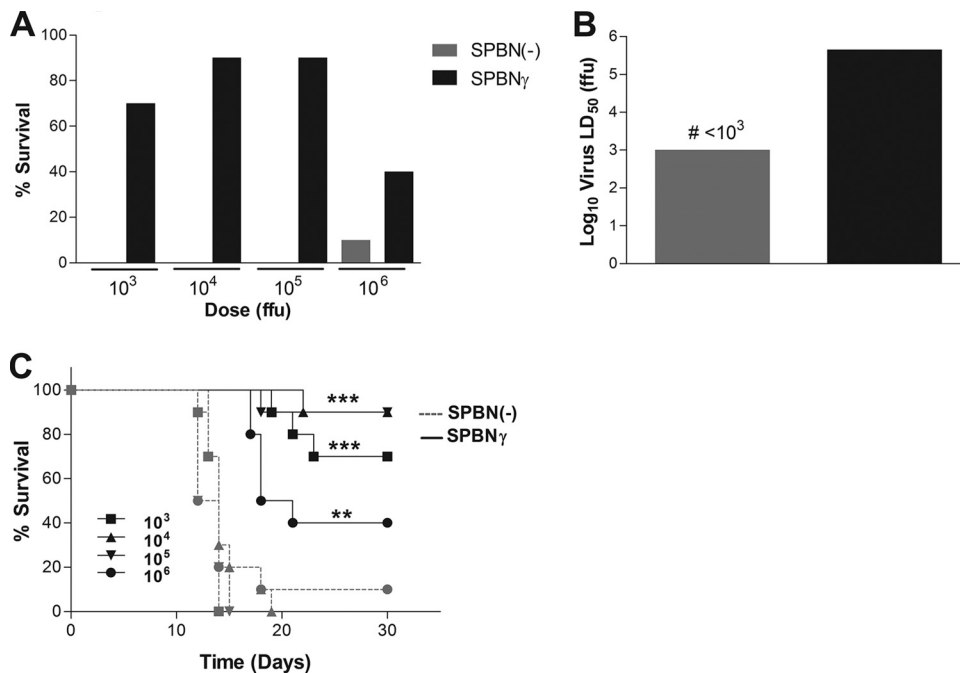 A
SPBN(-)
SPBNγ
% Survival
100
80
60
40
20
0
10³ 10⁴ 10⁵ 10⁶
Dose (ffu)
B
Log₁₀ Virus LD₅₀ (ffu)
6
5
4
3
2
1
0
# <10³
C
% Survival
100
80
60
40
20
0
***
***
**
SPBN(-)
SPBNγ
10³
10⁴
10⁵
10⁶
0 10 20 30
Time (Days)